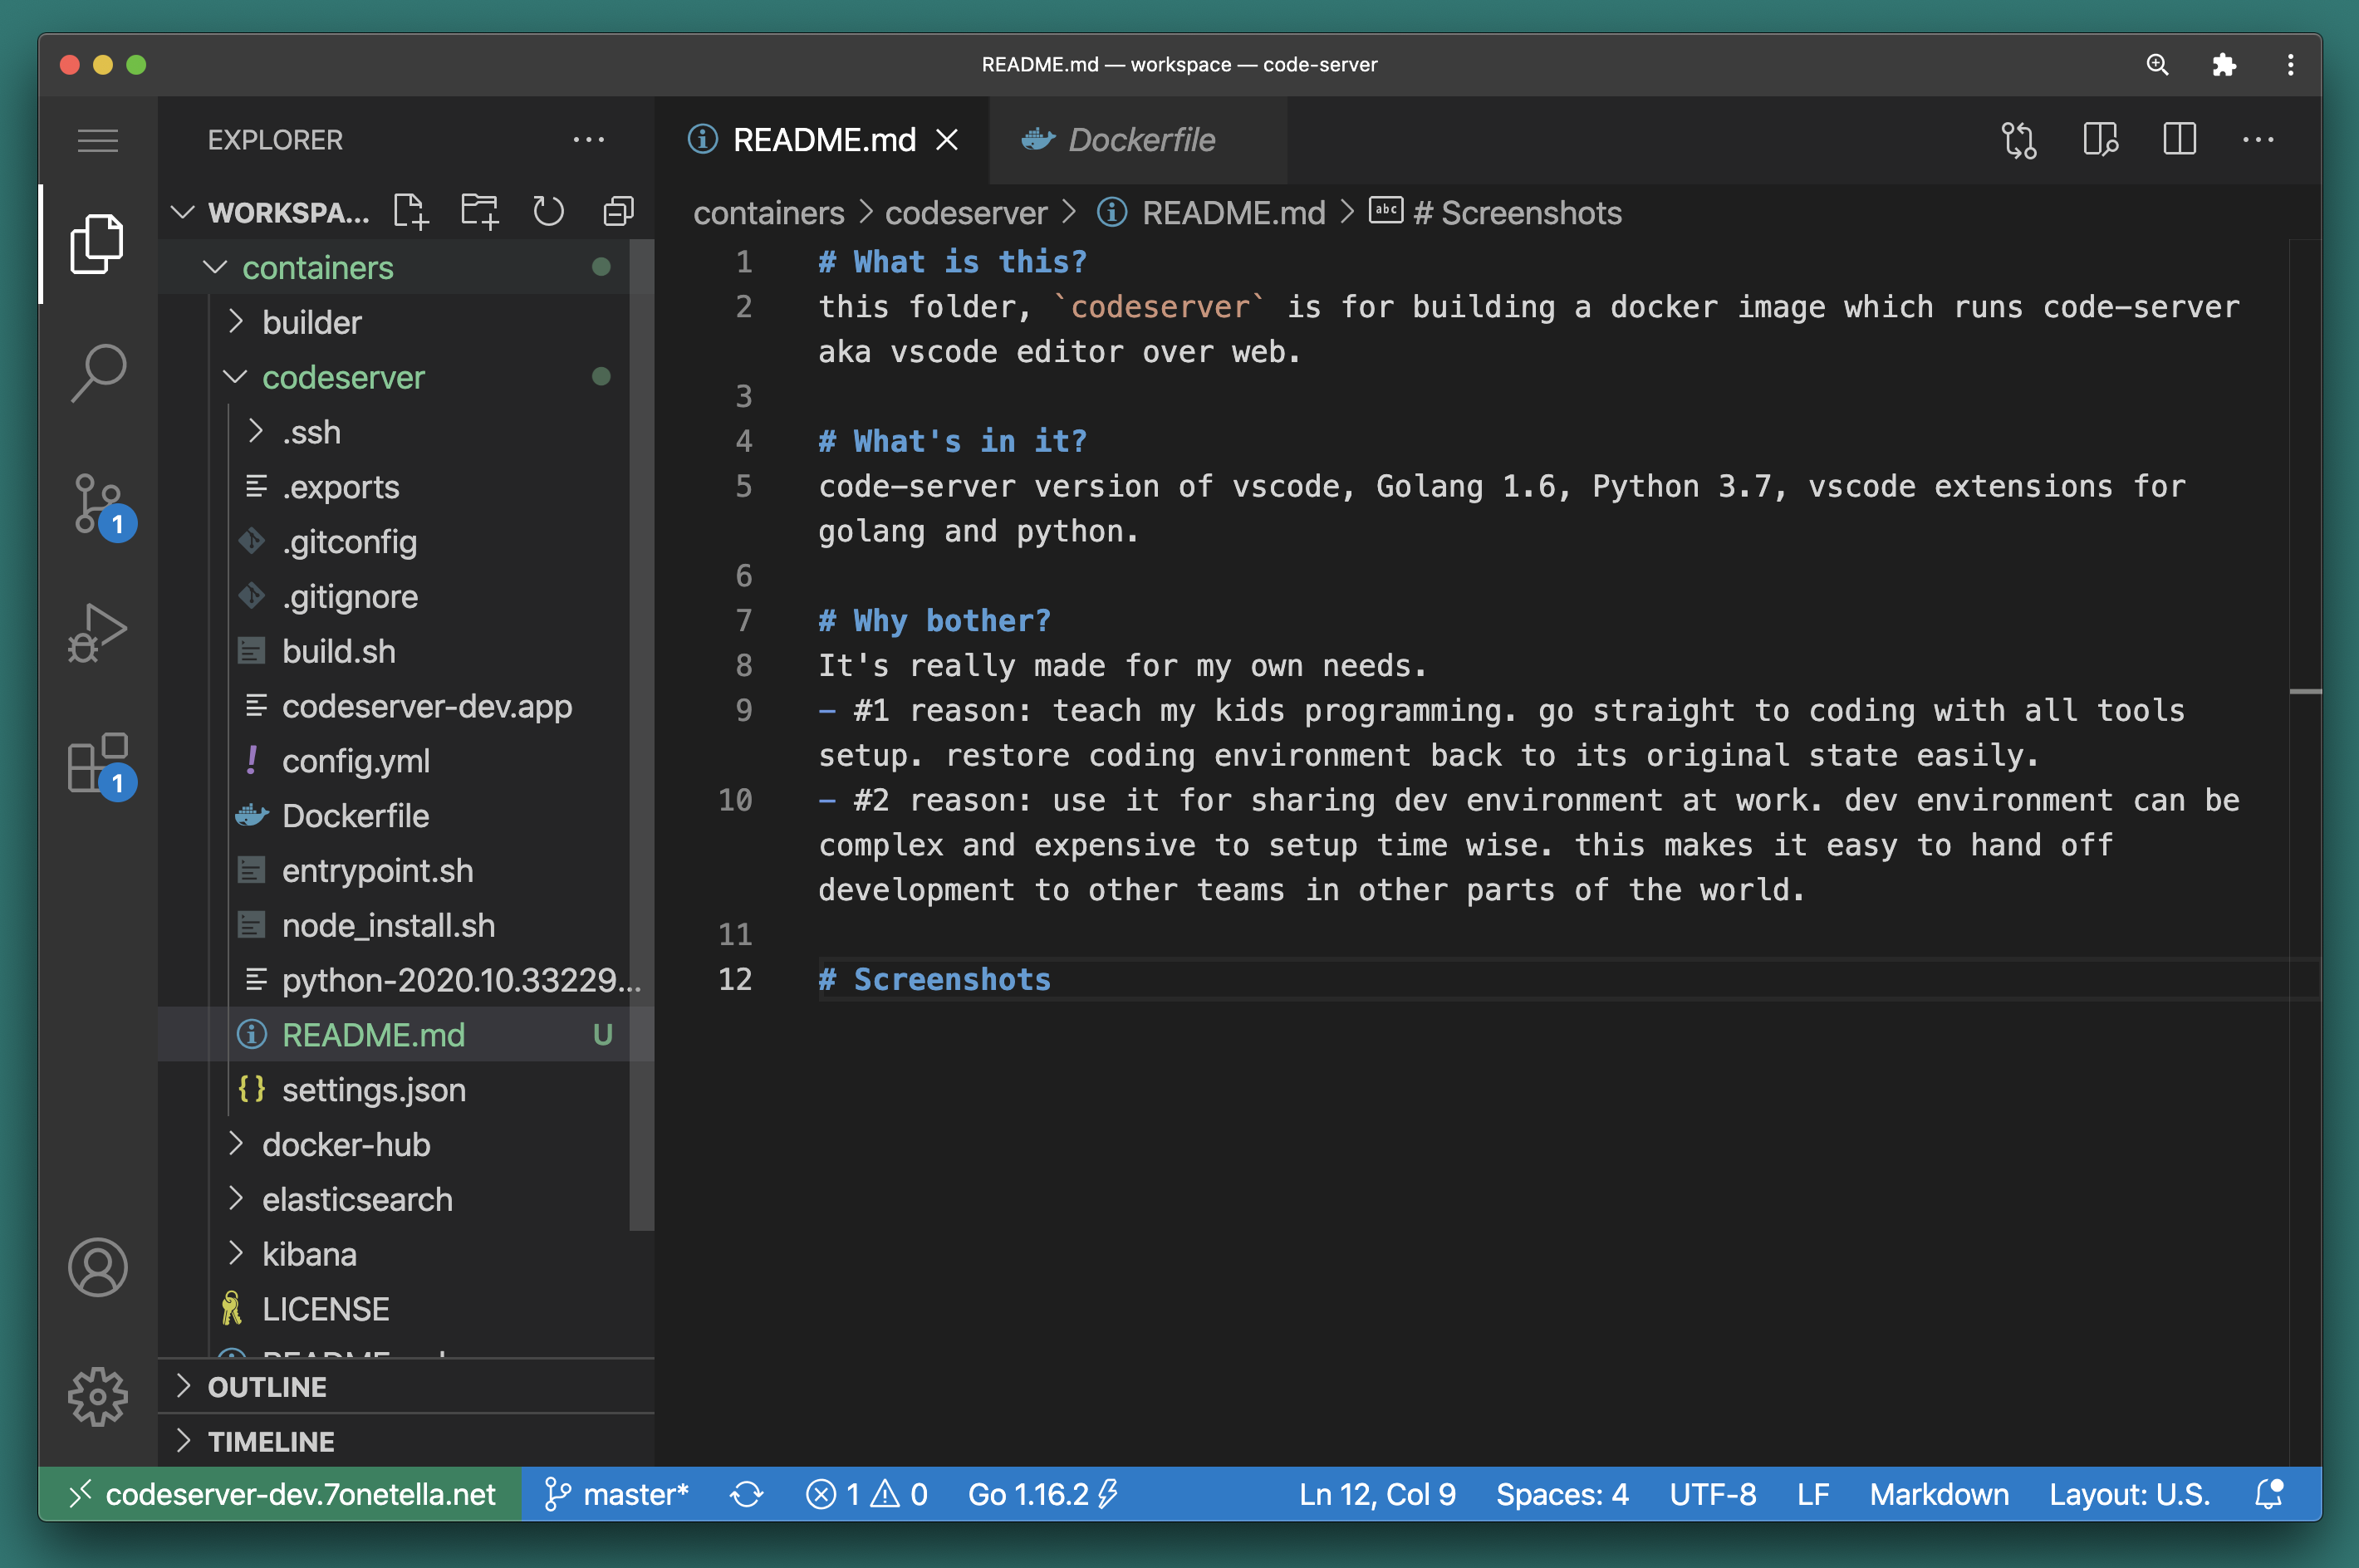 README.md — workspace — code-server
EXPLORER
README.md
Dockerfile
WORKSPA...
containers > codeserver > README.md > abc # Screenshots
containers
builder
codeserver
.ssh
.exports
.gitconfig
.gitignore
build.sh
codeserver-dev.app
config.yml
Dockerfile
entrypoint.sh
node_install.sh
python-2020.10.33229...
README.md U
settings.json
docker-hub
elasticsearch
kibana
LICENSE
README.md
OUTLINE
TIMELINE
1
1
1 # What is this?
2 this folder, `codeserver` is for building a docker image which runs code-server
aka vscode editor over web.
3
4 # What's in it?
5 code-server version of vscode, Golang 1.6, Python 3.7, vscode extensions for
golang and python.
6
7 # Why bother?
8 It's really made for my own needs.
9 - #1 reason: teach my kids programming. go straight to coding with all tools
setup. restore coding environment back to its original state easily.
10 - #2 reason: use it for sharing dev environment at work. dev environment can be
complex and expensive to setup time wise. this makes it easy to hand off
development to other teams in other parts of the world.
11
12 # Screenshots
codeserver-dev.7onetella.net master* 1 0 Go 1.16.2 Ln 12, Col 9 Spaces: 4 UTF-8 LF Markdown Layout: U.S.